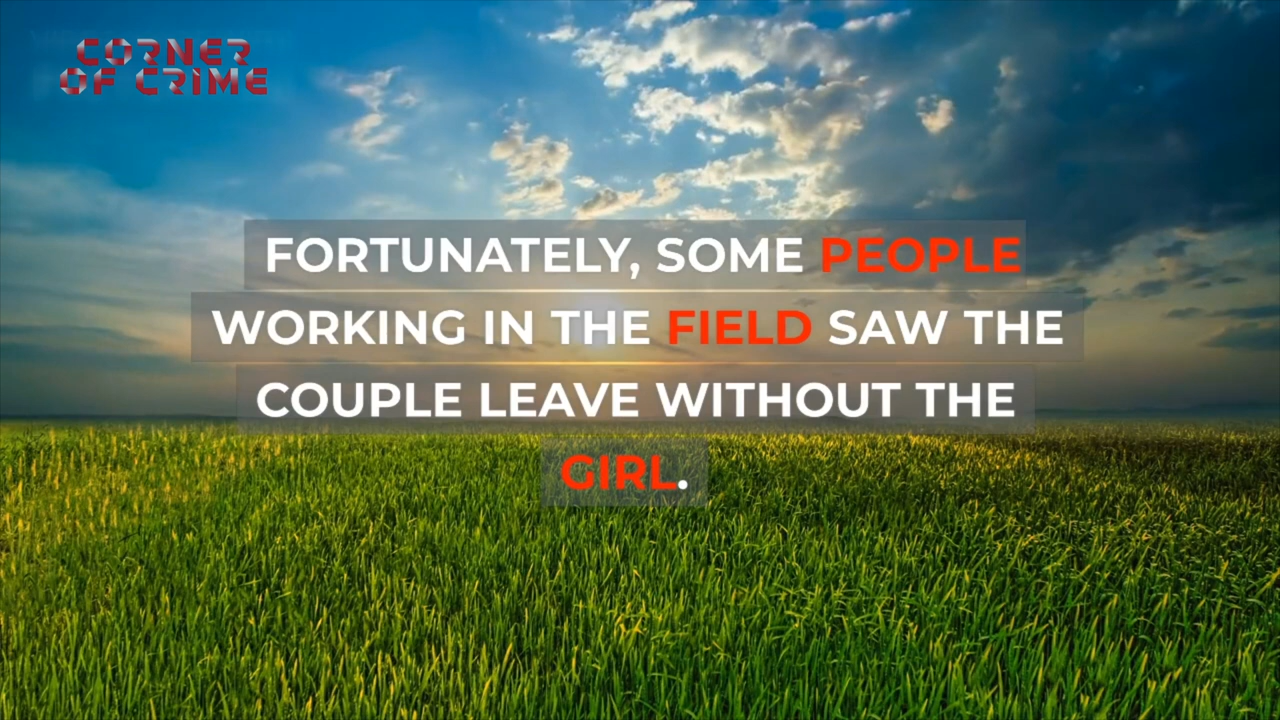 CORNER
OF CRIME
FORTUNATELY, SOME PEOPLE
WORKING IN THE FIELD SAW THE
COUPLE LEAVE WITHOUT THE
GIRL.